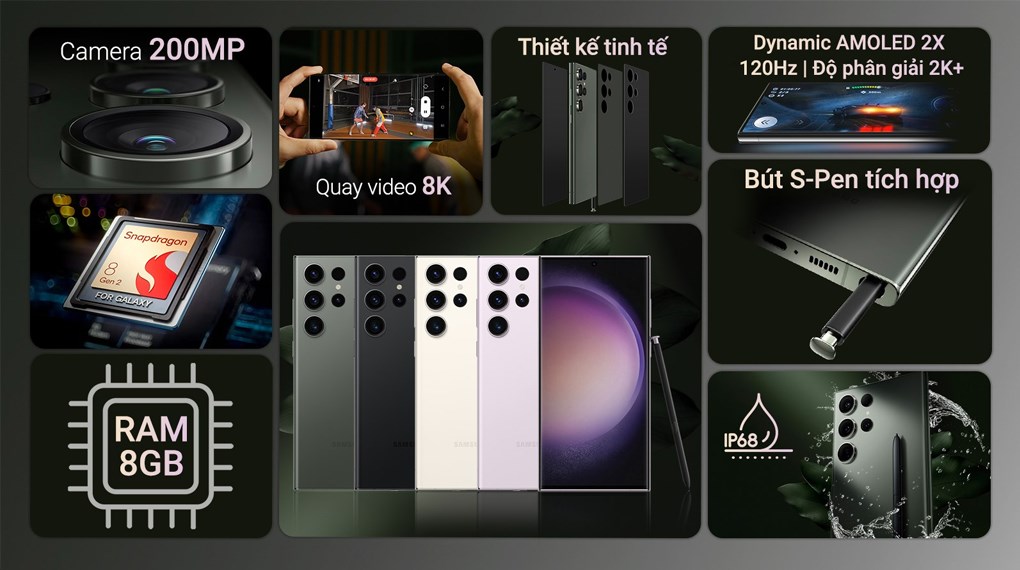 Camera 200MP
Quay video 8K
Thiết kế tinh tế
Dynamic AMOLED 2X
120Hz | Độ phân giải 2K+
Snapdragon
8
Gen 2
FOR GALAXY
Bút S-Pen tích hợp
RAM
8GB
SAMSUNG
IP68